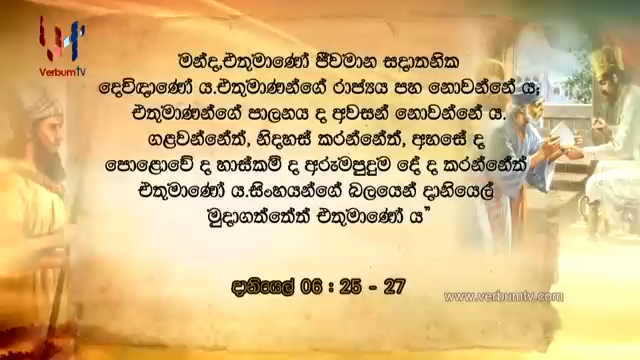 VerbumTV
මන්ද,එතුමාණෝ ජීවමාන සදාතනික
දෙවිඳාණෝ ය.එතුමාණන්ගේ රාජ්‍යය පහ නොවන්නේ ය;
එතුමාණන්ගේ පාලනය ද අවසන් නොවන්නේ ය.
ගළවන්නේත්, නිදහස් කරන්නේත්, අහසේ ද
පොළොවේ ද හාස්කම් ද අරුමපුදුම දේ ද කරන්නේත්
එතුමාණෝ ය.සිංහයන්ගේ බලයෙන් දානියෙල්
මුදාගත්තේත් එතුමාණෝ ය”
දානියෙල් 06 : 25 - 27
www.verbumtv.com